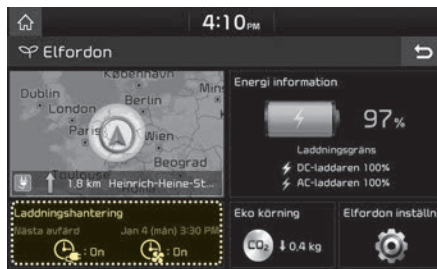 4:10 PM
Elfordon
København
Dublin
Berlin
London
Paris
Wien
Beograd
Toulouse
1,8 km Heinrich-Heine-St...
Energi information
97%
Laddningsgräns
DC-laddaren 100%
AC-laddaren 100%
Laddningshantering
Nästa avfärd Jan 4 (mån) 3:30 PM
: On : On
Eko körning
CO₂ 0,4 kg
Elfordon inställn